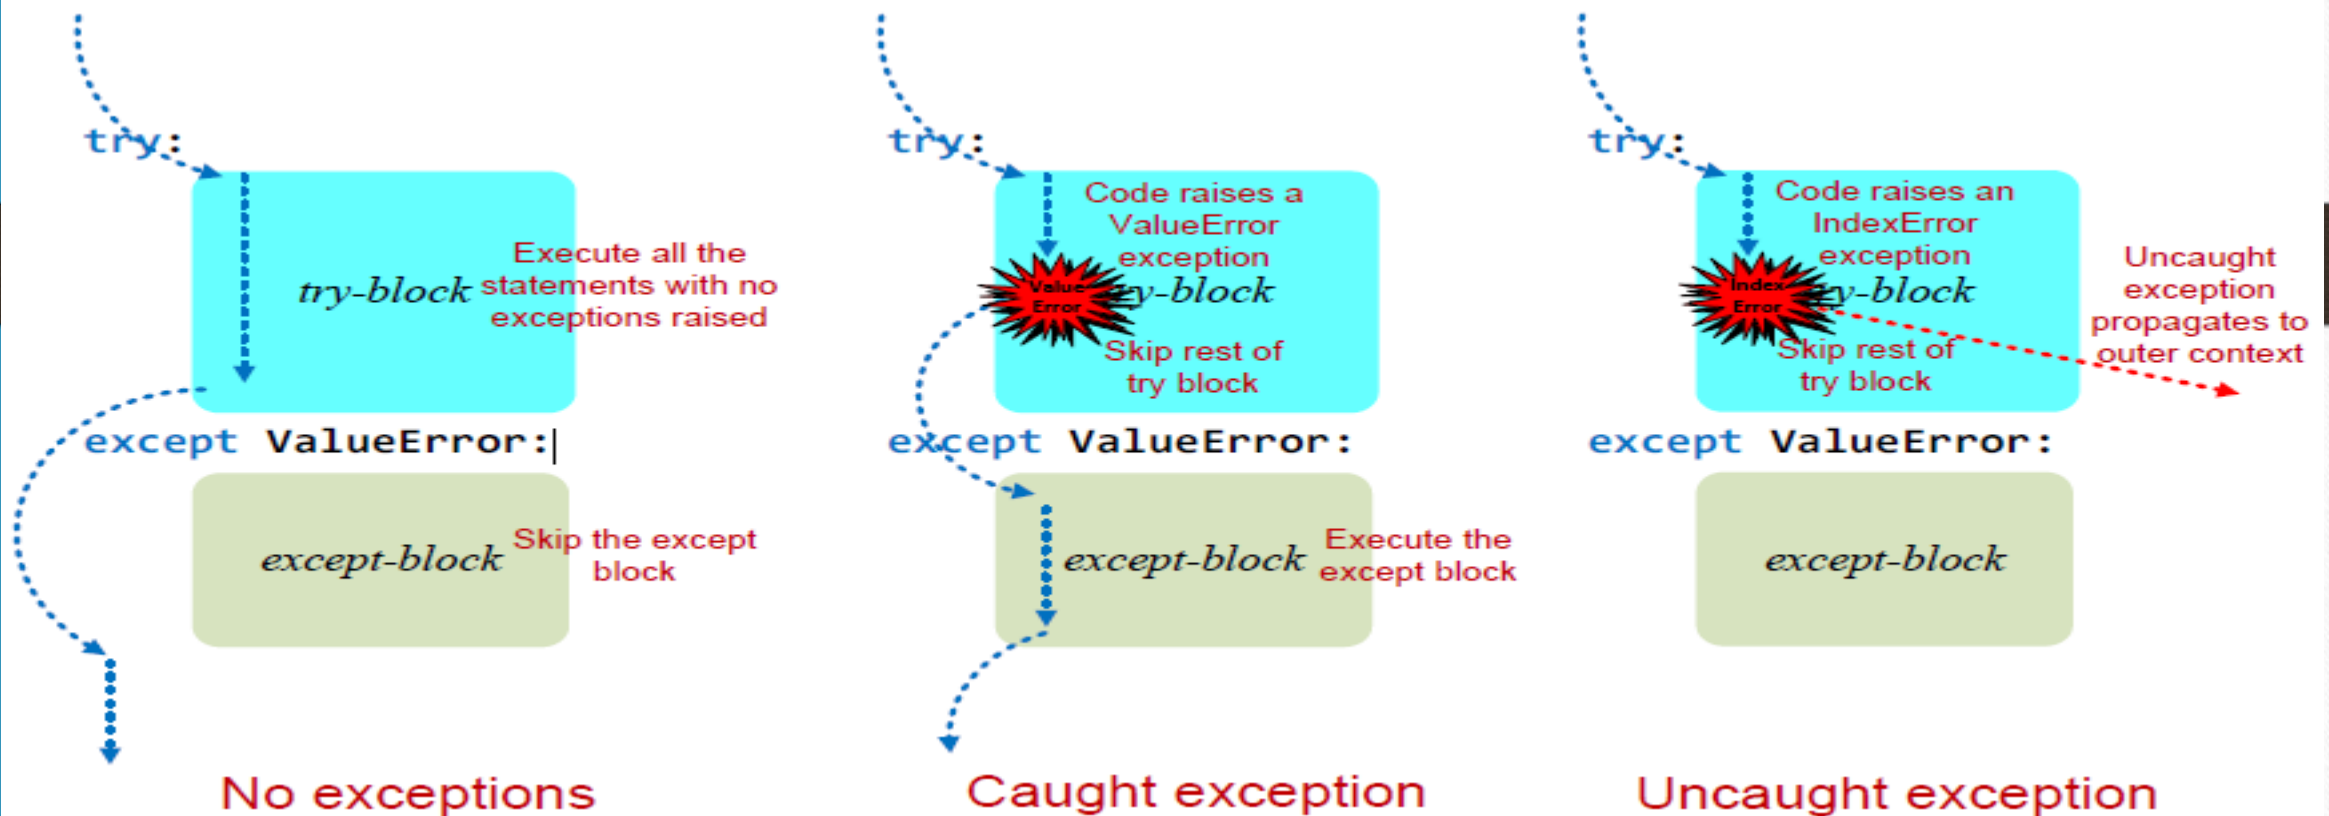 try:
try-block
Execute all the
statements with no
exceptions raised
except ValueError:
except-block
Skip the except
block
No exceptions
try:
Code raises a
ValueError
exception
Value
Error
y-block
Skip rest of
try block
except ValueError:
except-block
Execute the
except block
Caught exception
try:
Code raises an
IndexError
exception
Index
Error
y-block
Skip rest of
try block
Uncaught
exception
propagates to
outer context
except ValueError:
except-block
Uncaught exception